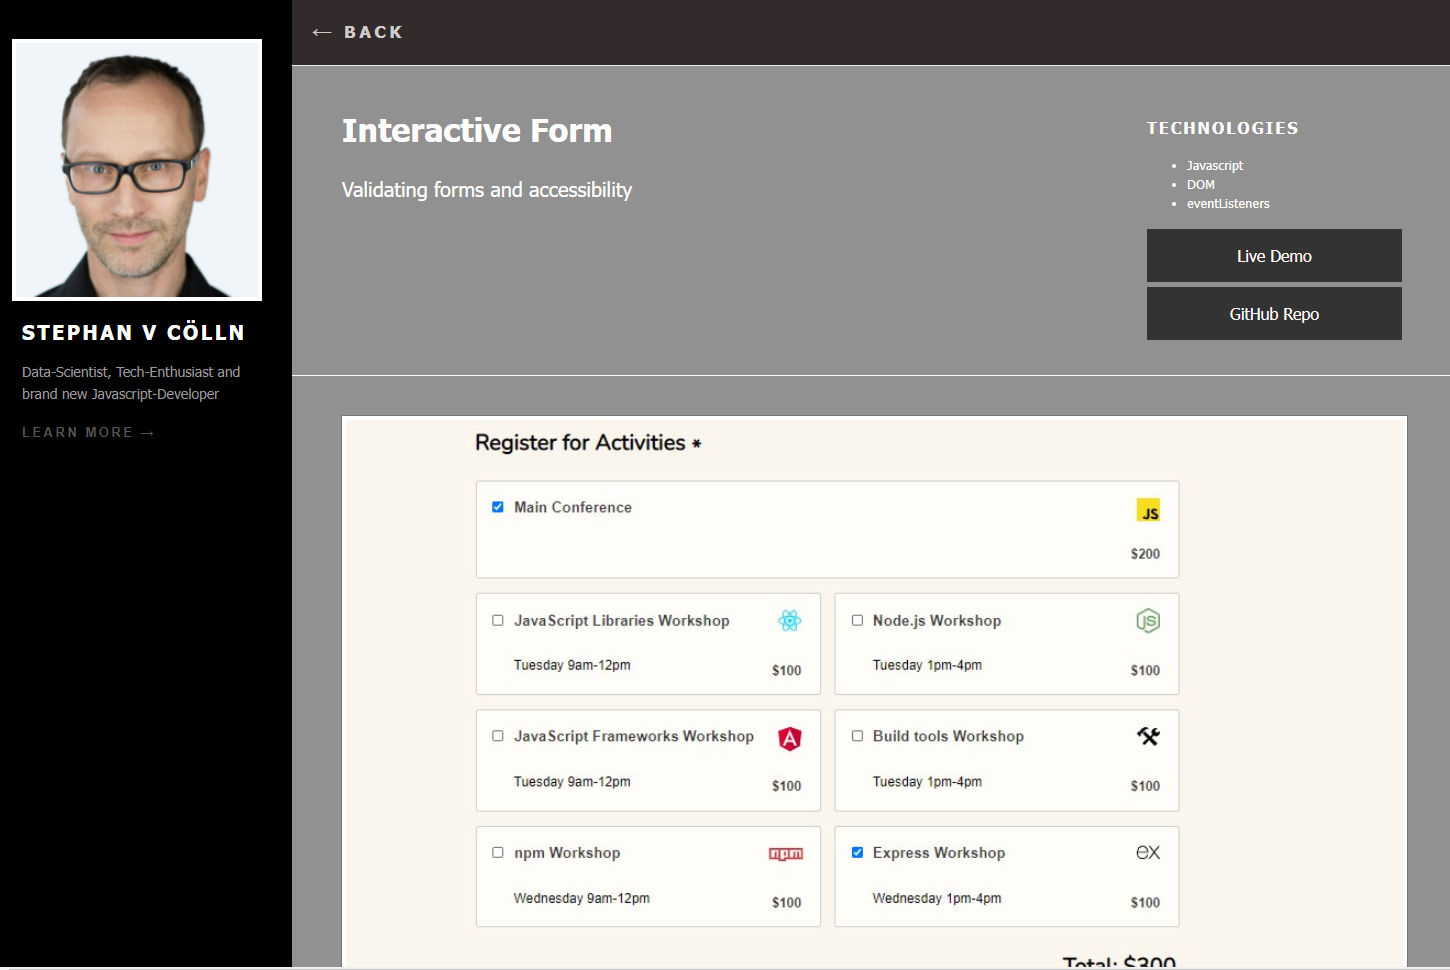 ← BACK
STEPHAN V CÖLLN
Data-Scientist, Tech-Enthusiast and
brand new Javascript-Developer
LEARN MORE →
Interactive Form
Validating forms and accessibility
TECHNOLOGIES
• Javascript
• DOM
• eventListeners
Live Demo
GitHub Repo
Register for Activities *
Main Conference
JS
$200
JavaScript Libraries Workshop
Tuesday 9am-12pm
$100
Node.js Workshop
JS
Tuesday 1pm-4pm
$100
JavaScript Frameworks Workshop
A
Tuesday 9am-12pm
$100
Build tools Workshop
Tuesday 1pm-4pm
$100
npm Workshop
npm
Wednesday 9am-12pm
$100
Express Workshop
ex
Wednesday 1pm-4pm
$100
Total: $300